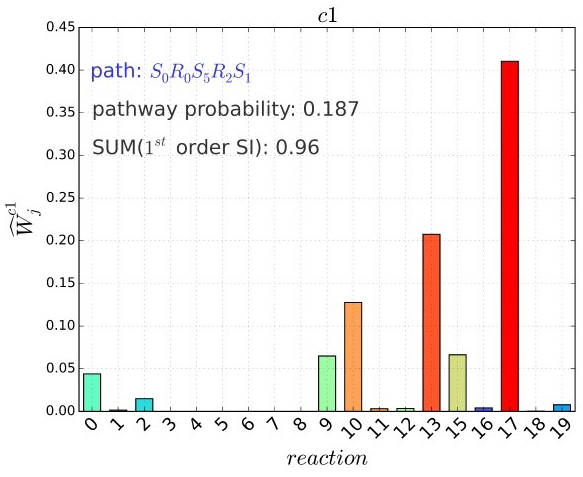 c1
0.45
0.40
0.35
0.30
0.25
0.20
0.15
0.10
0.05
0.00
path: S₀R₀S₅R₂S₁
pathway probability: 0.187
SUM(1ˢᵗ order SI): 0.96
Ŵⱼᶜ¹
0 1 2 3 4 5 6 7 8 9 10 11 12 13 15 16 17 18 19
reaction